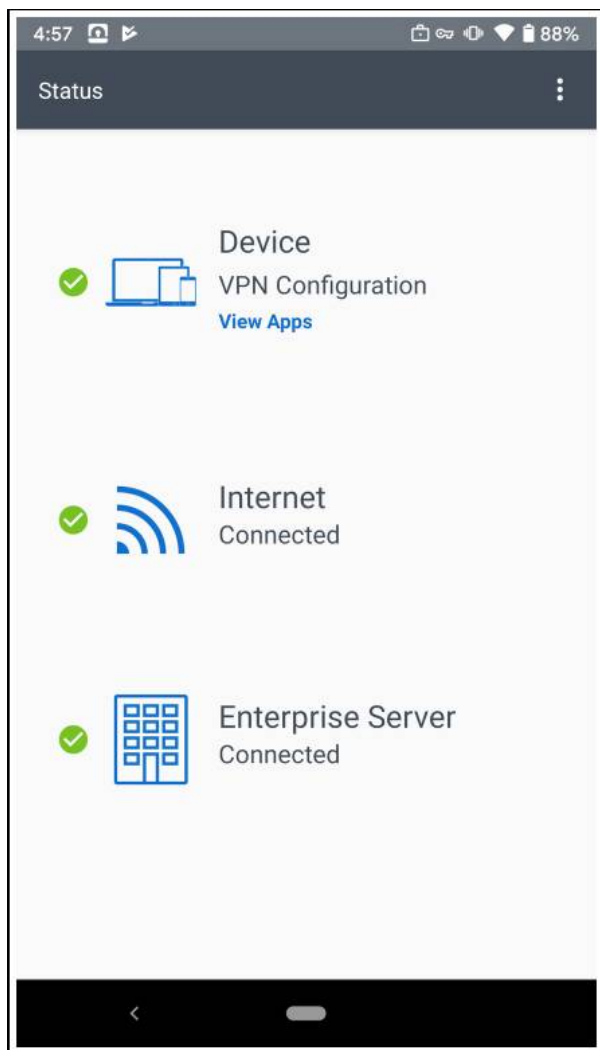 4:57 88%
Status
Device
VPN Configuration
View Apps
Internet
Connected
Enterprise Server
Connected